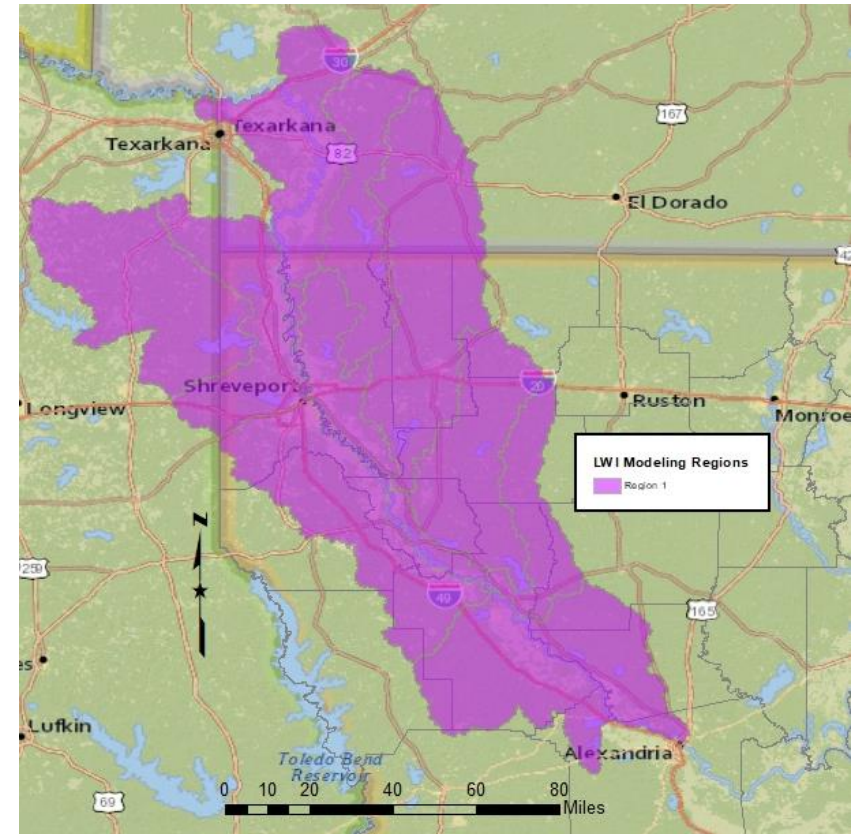 30
Texarkana
Texarkana
82
167
El Dorado
Shreveport
20
Longview
Ruston
Monroe
LWI Modeling Regions
Region 1
N
259
49
165
Lufkin
Alexandria
Toledo Bend
Reservoir
69
0 10 20 40 60 80
Miles